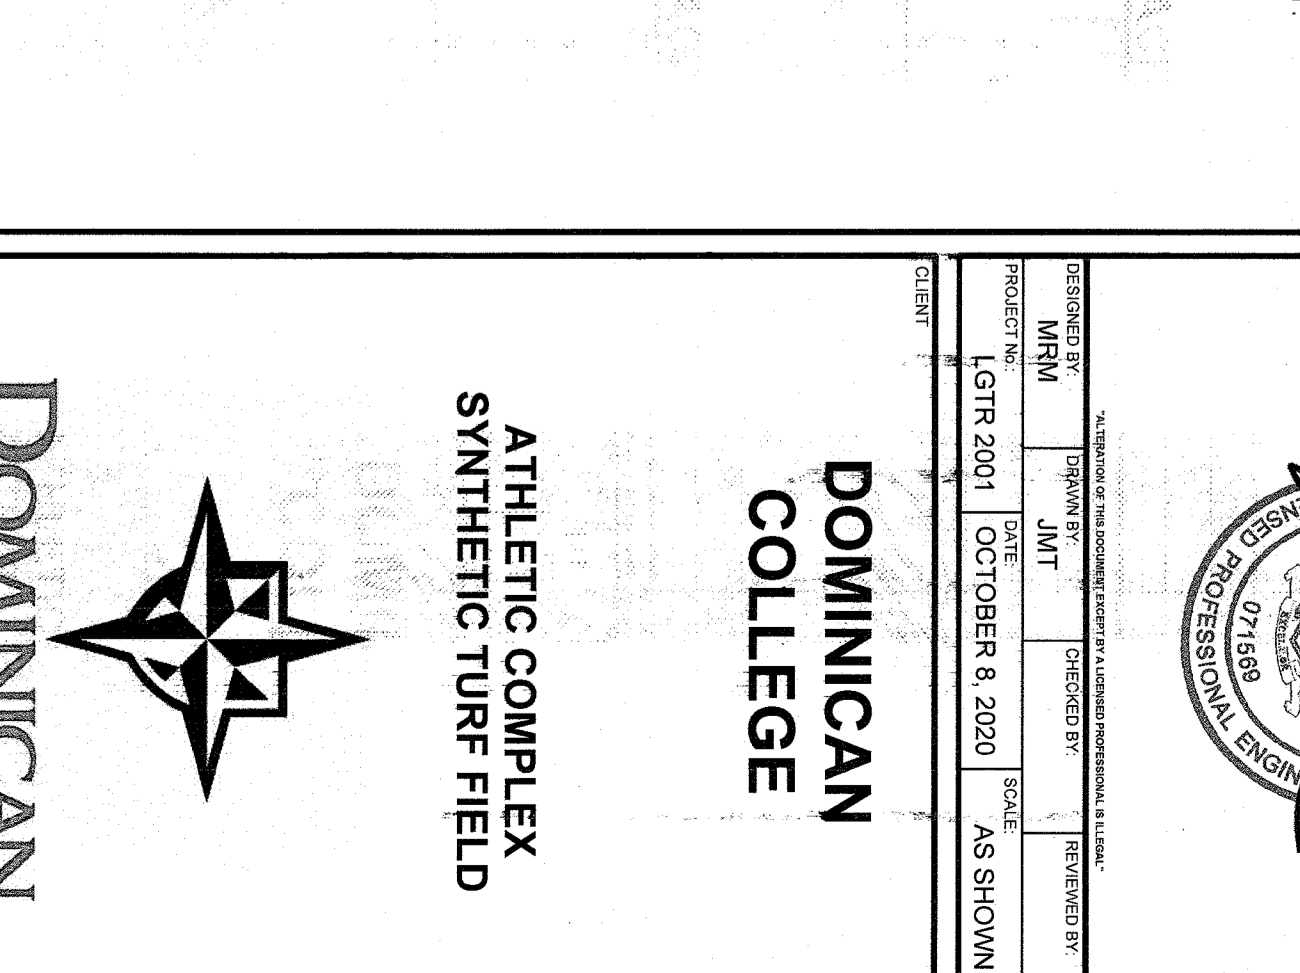 ENSED PROFESSIONAL ENGIN
071569
"ALTERATION OF THIS DOCUMENT EXCEPT BY A LICENSED PROFESSIONAL IS ILLEGAL"
DESIGNED BY:
MRM
DRAWN BY:
JMT
CHECKED BY:
REVIEWED BY:
PROJECT No.:
LGTR 2001
DATE:
OCTOBER 8, 2020
SCALE:
AS SHOWN
CLIENT
DOMINICAN
COLLEGE
ATHLETIC COMPLEX
SYNTHETIC TURF FIELD
DOMINICAN